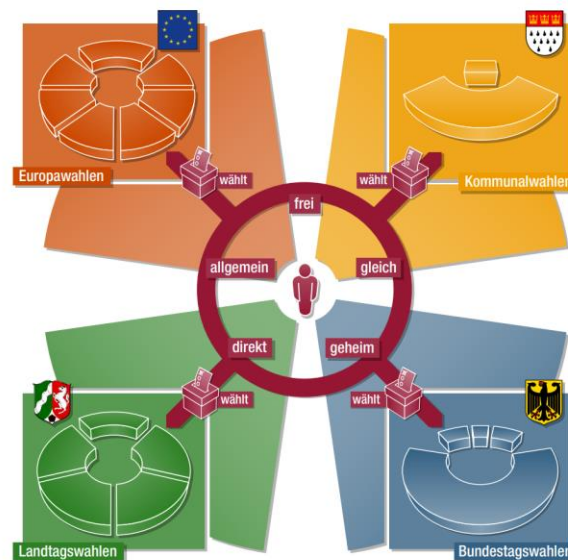 wählt
wählt
Europawahlen
Kommunalwahlen
frei
allgemein
gleich
direkt
geheim
wählt
wählt
Landtagswahlen
Bundestagswahlen